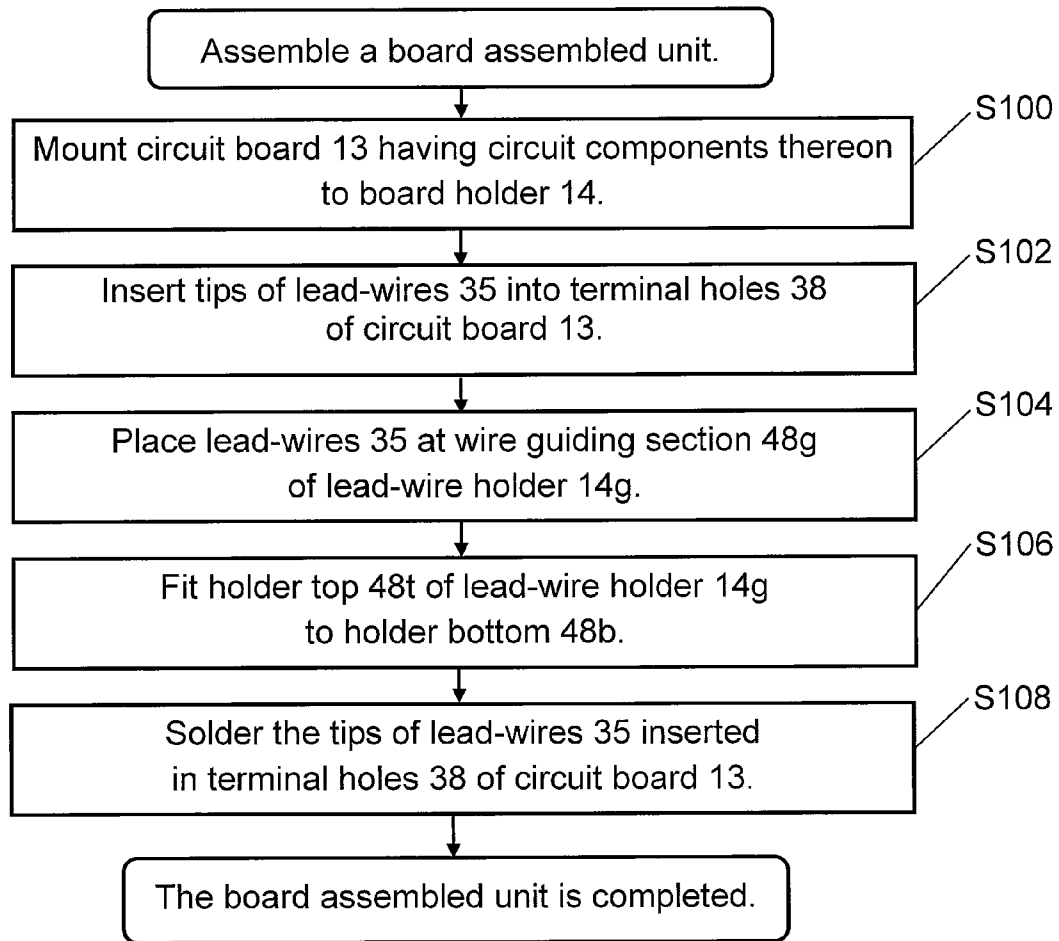 Assemble a board assembled unit.
S100
Mount circuit board 13 having circuit components thereon
to board holder 14.
S102
Insert tips of lead-wires 35 into terminal holes 38
of circuit board 13.
S104
Place lead-wires 35 at wire guiding section 48g
of lead-wire holder 14g.
S106
Fit holder top 48t of lead-wire holder 14g
to holder bottom 48b.
S108
Solder the tips of lead-wires 35 inserted
in terminal holes 38 of circuit board 13.
The board assembled unit is completed.